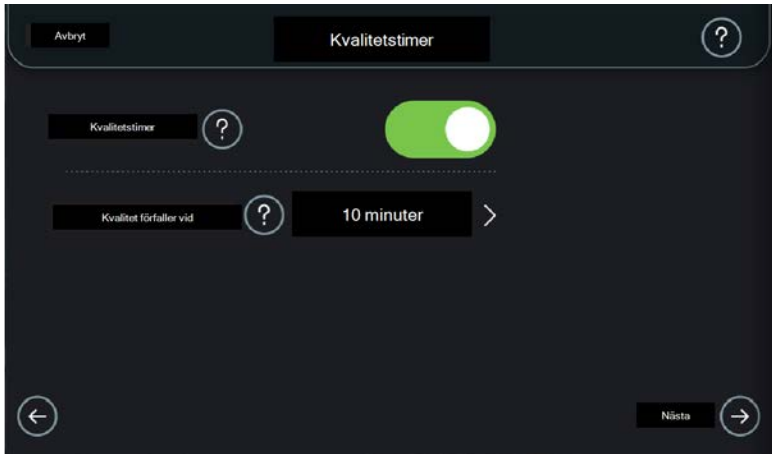 Avbryt
Kvalitetstimer
?
Kvalitetstimer
?
Kvalitet förfaller vid
?
10 minuter
Nästa